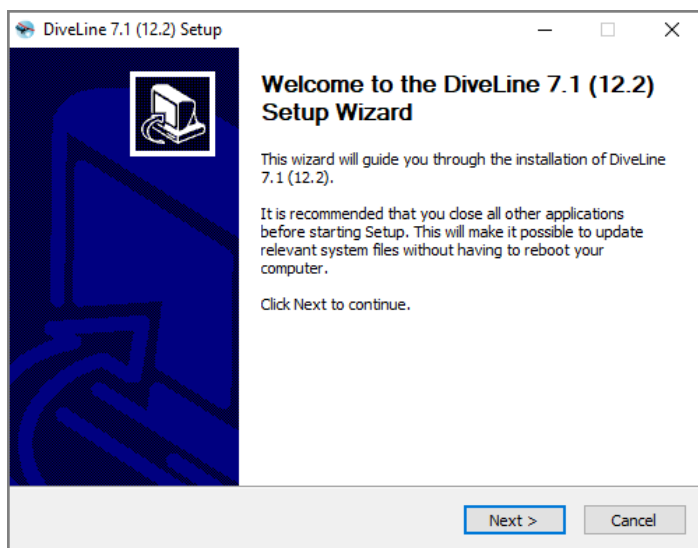 DiveLine 7.1 (12.2) Setup
Welcome to the DiveLine 7.1 (12.2)
Setup Wizard
This wizard will guide you through the installation of DiveLine
7.1 (12.2).
It is recommended that you close all other applications
before starting Setup. This will make it possible to update
relevant system files without having to reboot your
computer.
Click Next to continue.
Next >
Cancel